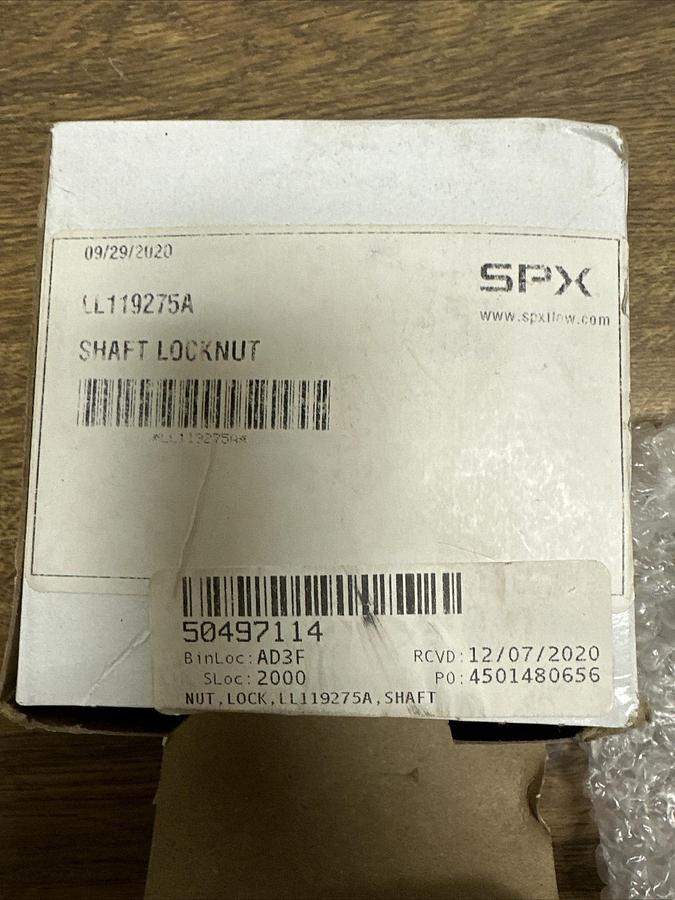 09/29/2020
SPX
LL119275A
www.spxflow.com
SHAFT LOCKNUT
*LL119275A*
50497114
BinLoc: AD3F RCVD: 12/07/2020
SLoc: 2000 PO: 4501480656
NUT,LOCK,LL119275A,SHAFT